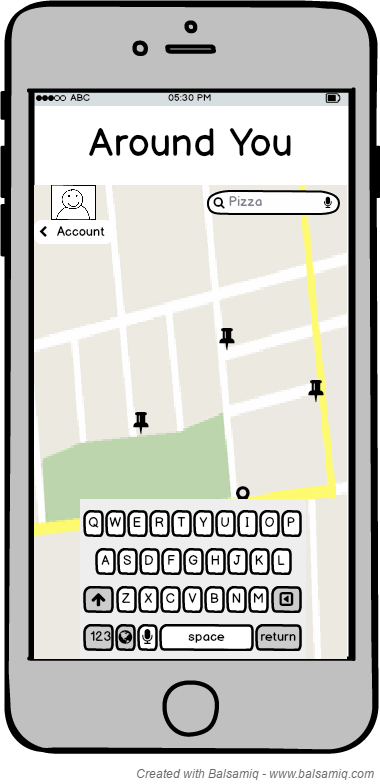 ABC 05:30 PM
Around You
Pizza
Account
Q W E R T Y U I O P
A S D F G H J K L
Z X C V B N M
123 space return
Created with Balsamiq - www.balsamiq.com